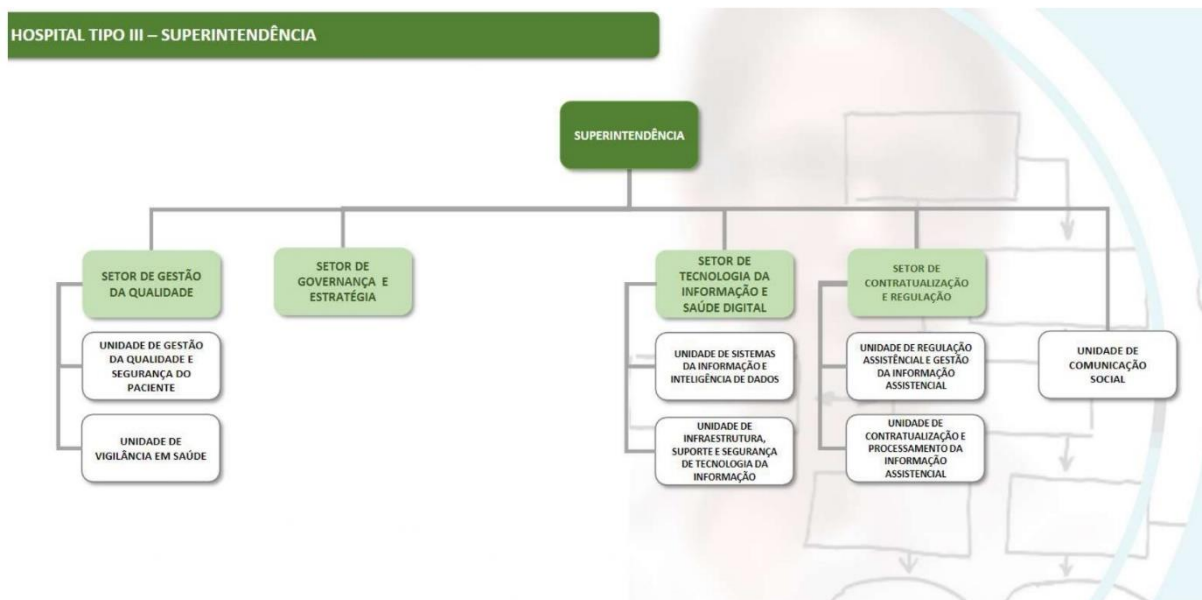 HOSPITAL TIPO III – SUPERINTENDÊNCIA
SUPERINTENDÊNCIA
SETOR DE GESTÃO
DA QUALIDADE
UNIDADE DE GESTÃO
DA QUALIDADE E
SEGURANÇA DO
PACIENTE
UNIDADE DE
VIGILÂNCIA EM SAÚDE
SETOR DE
GOVERNANÇA E
ESTRATÉGIA
SETOR DE
TECNOLOGIA DA
INFORMAÇÃO E
SAÚDE DIGITAL
UNIDADE DE SISTEMAS
DA INFORMAÇÃO E
INTELIGÊNCIA DE DADOS
UNIDADE DE
INFRAESTRUTURA,
SUPORTE E SEGURANÇA
DE TECNOLOGIA DA
INFORMAÇÃO
SETOR DE
CONTRATUALIZAÇÃO
E REGULAÇÃO
UNIDADE DE REGULAÇÃO
ASSISTÊNCIAL E GESTÃO
DA INFORMAÇÃO
ASSISTENCIAL
UNIDADE DE
CONTRATUALIZAÇÃO E
PROCESSAMENTO DA
INFORMAÇÃO
ASSISTENCIAL
UNIDADE DE
COMUNICAÇÃO
SOCIAL